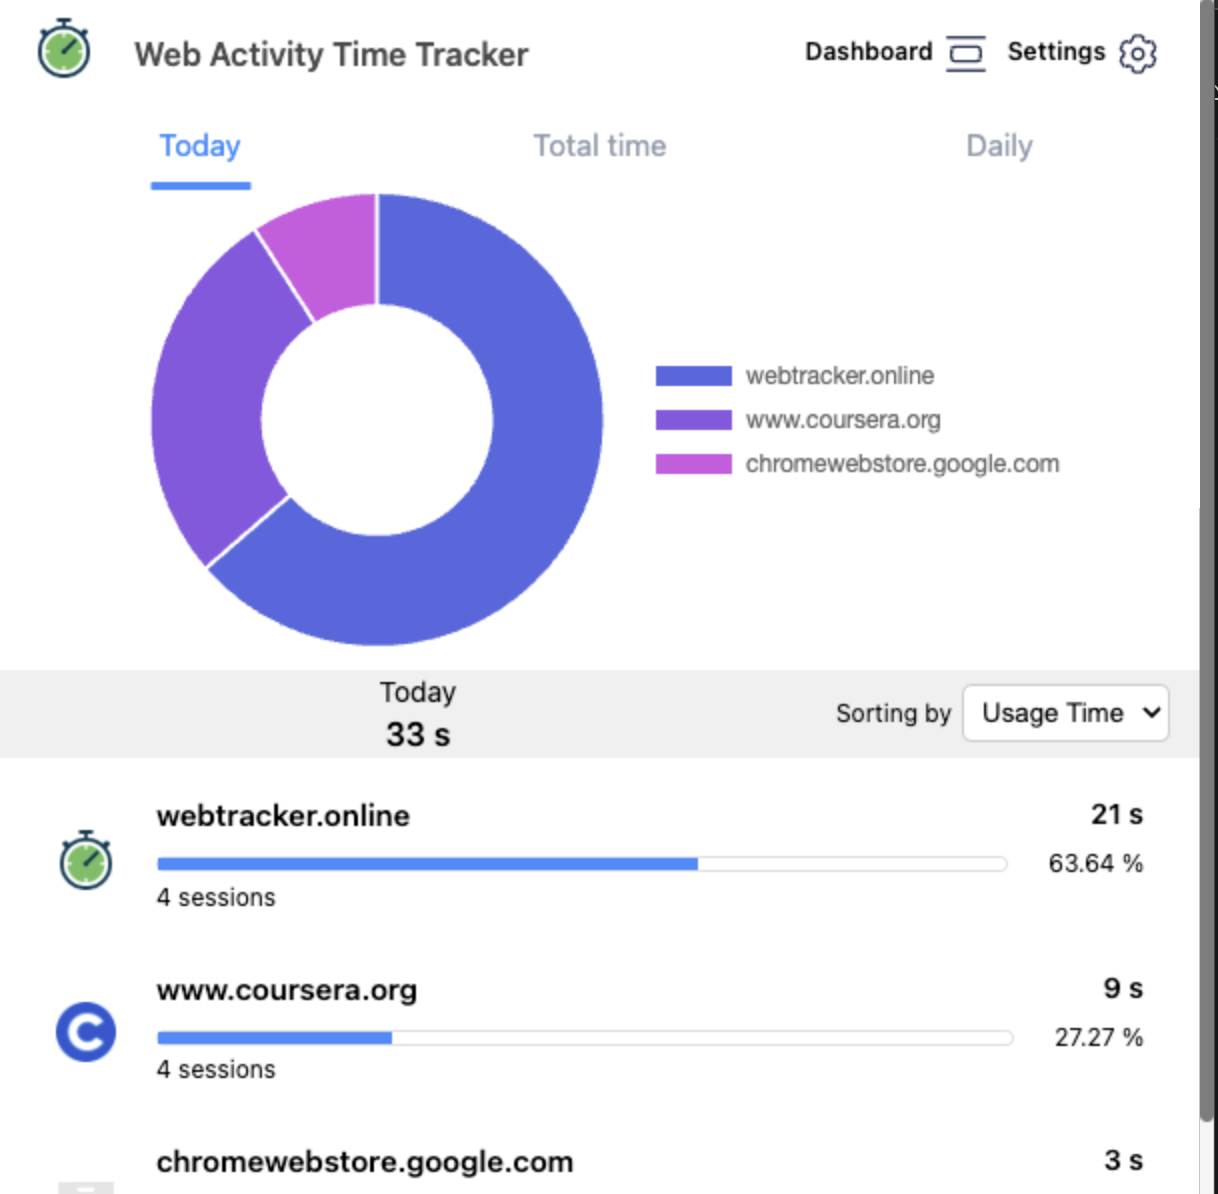 Web Activity Time Tracker
Dashboard
Settings
Today
Total time
Daily
webtracker.online
www.coursera.org
chromewebstore.google.com
Today
33 s
Sorting by
Usage Time
webtracker.online
21 s
63.64 %
4 sessions
www.coursera.org
9 s
27.27 %
4 sessions
chromewebstore.google.com
3 s